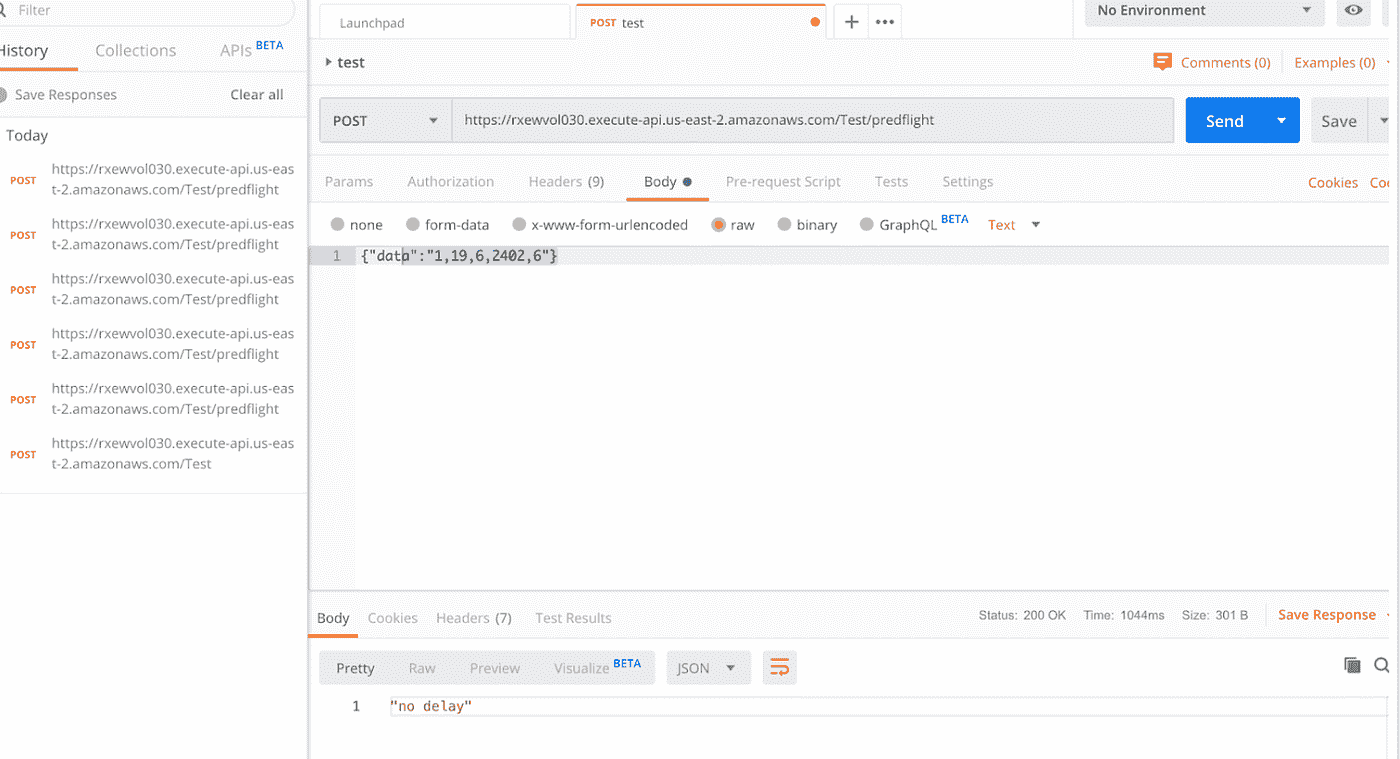 Filter
History Collections APIs BETA
Save Responses Clear all
Today
POST https://rxewvol030.execute-api.us-eas
t-2.amazonaws.com/Test/predflight
POST https://rxewvol030.execute-api.us-eas
t-2.amazonaws.com/Test/predflight
POST https://rxewvol030.execute-api.us-eas
t-2.amazonaws.com/Test/predflight
POST https://rxewvol030.execute-api.us-eas
t-2.amazonaws.com/Test/predflight
POST https://rxewvol030.execute-api.us-eas
t-2.amazonaws.com/Test/predflight
POST https://rxewvol030.execute-api.us-eas
t-2.amazonaws.com/Test
Launchpad POST test + ••• No Environment
test Comments (0) Examples (0)
POST https://rxewvol030.execute-api.us-east-2.amazonaws.com/Test/predflight Send Save
Params Authorization Headers (9) Body Pre-request Script Tests Settings Cookies
none form-data x-www-form-urlencoded raw binary GraphQL BETA Text
1 {"data":"1,19,6,2402,6"}
Body Cookies Headers (7) Test Results Status: 200 OK Time: 1044ms Size: 301 B Save Response
Pretty Raw Preview Visualize BETA JSON
1 "no delay"